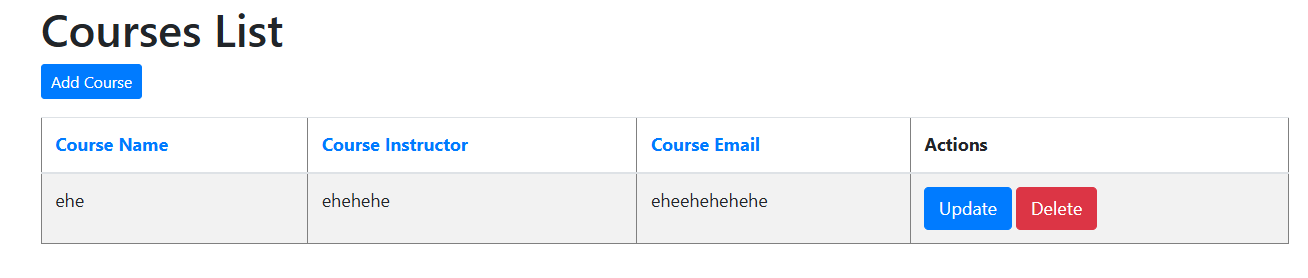 Courses List
Add Course
Course Name Course Instructor Course Email Actions
ehe ehehehe eheehehehehe Update Delete